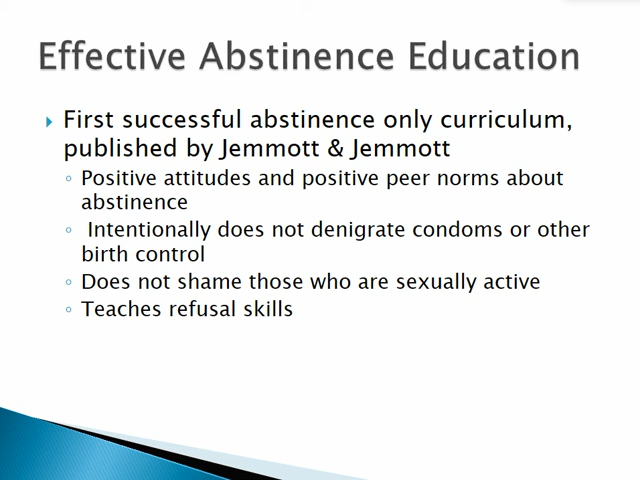 Effective Abstinence Education
First successful abstinence only curriculum,
published by Jemmott & Jemmott
Positive attitudes and positive peer norms about
abstinence
Intentionally does not denigrate condoms or other
birth control
Does not shame those who are sexually active
Teaches refusal skills